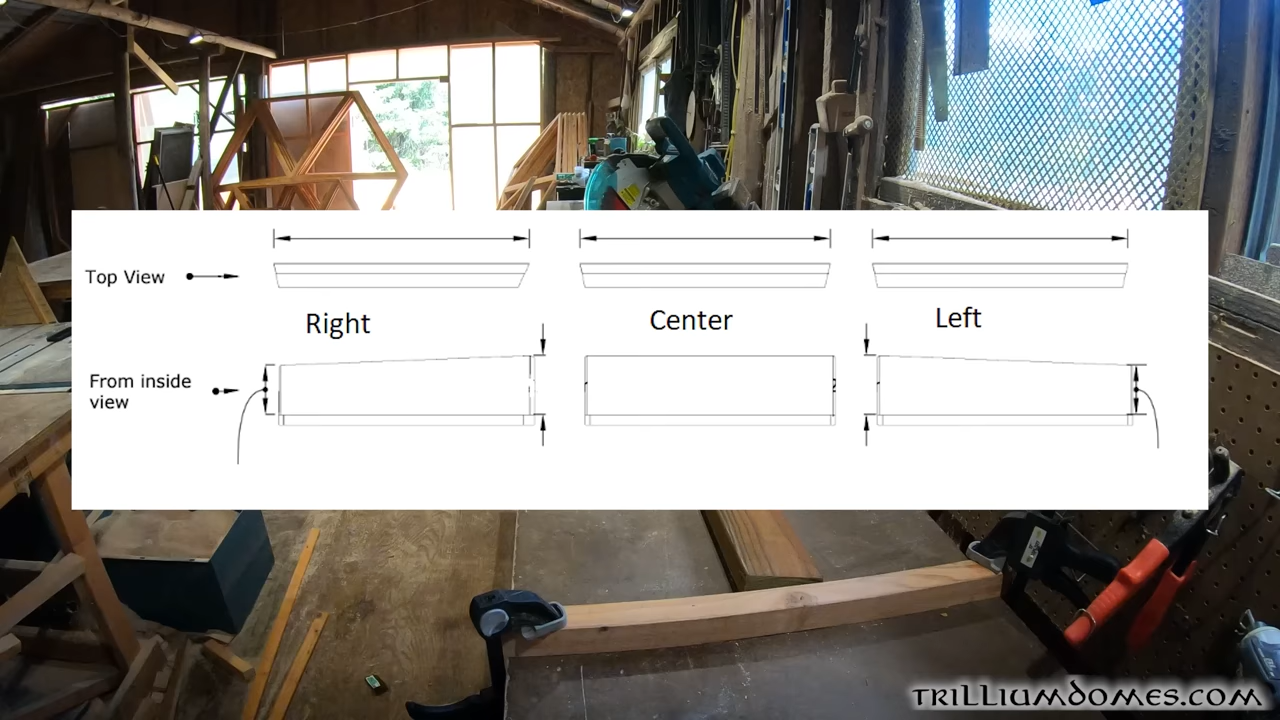 Top View
Right
Center
Left
From inside
view
TRILLIUMDOMES.COM